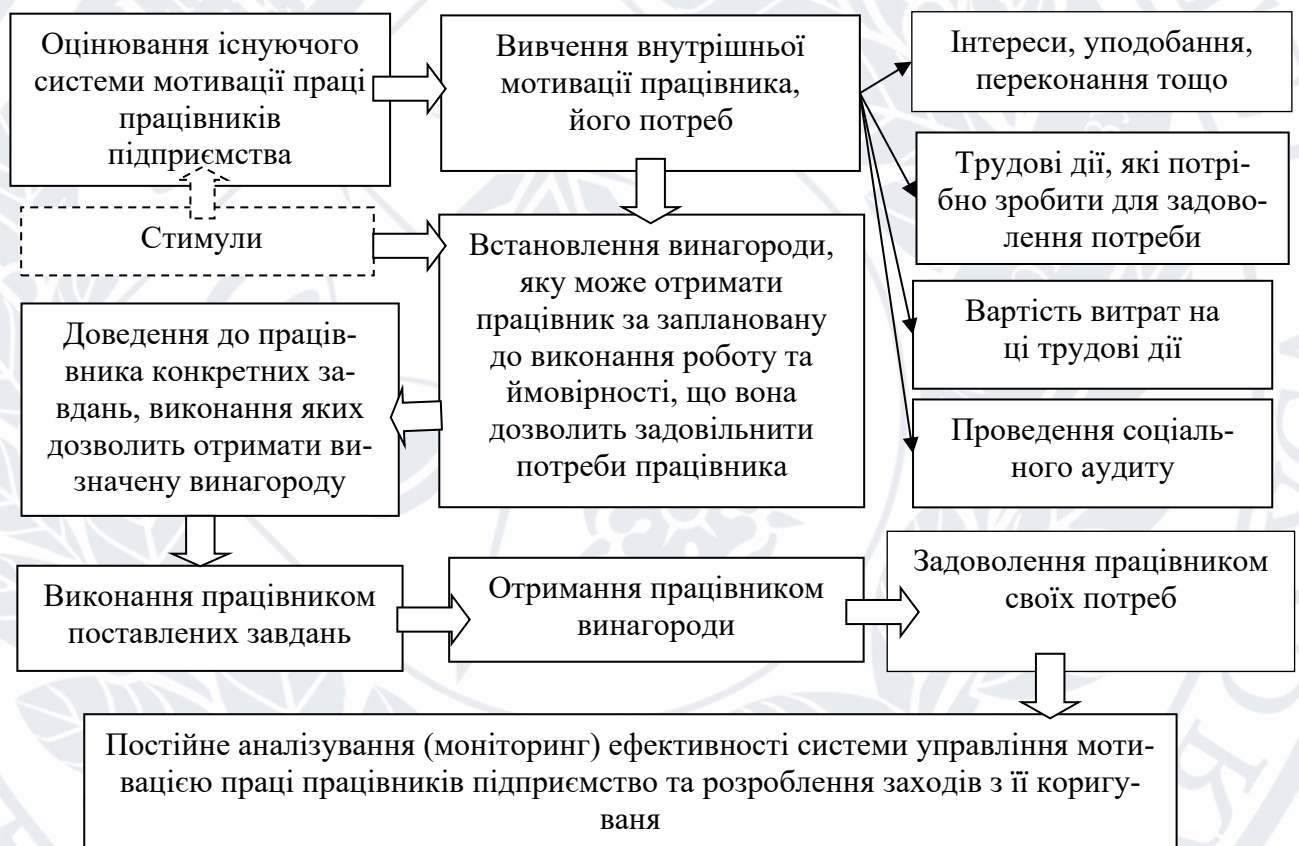 Оцінювання існуючого
системи мотивації праці
працівників
підприємства
Вивчення внутрішньої
мотивації працівника,
його потреб
Інтереси, уподобання,
переконання тощо
Трудові дії, які потрі-
бно зробити для задово-
лення потреби
Стимули
Встановлення винагороди,
яку може отримати
працівник за заплановану
до виконання роботу та
ймовірності, що вона
дозволить задовільнити
потреби працівника
Вартість витрат на
ці трудові дії
Доведення до праців-
вника конкретних за-
вдань, виконання яких
дозволить отримати ви-
значену винагороду
Проведення соціаль-
ного аудиту
Виконання працівником
поставлених завдань
Отримання працівником
винагороди
Задоволення працівником
своїх потреб
Постійне аналізування (моніторинг) ефективності системи управління моти-
вацією праці працівників підприємство та розроблення заходів з її коригу-
ваня